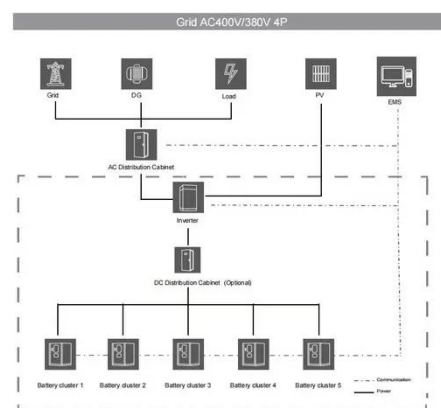 Grid AC400V/380V 4P
Grid
DG
Load
PV
EMS
AC Distribution Cabinet
Inverter
DC Distribution Cabinet (Optional)
Battery cluster 1
Battery cluster 2
Battery cluster 3
Battery cluster 4
Battery cluster 5
Communication
Power